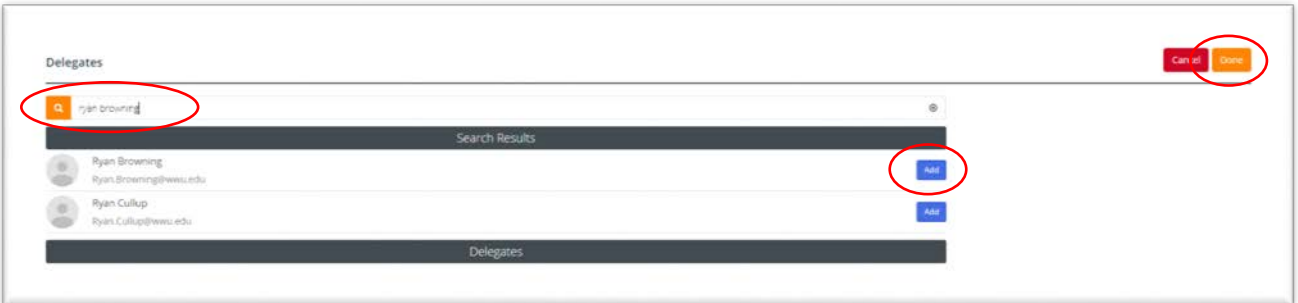 Delegates
Cancel
Done
ryan browning
Search Results
Ryan Browning
Ryan.Browning@wwu.edu
Add
Ryan Cullup
Ryan.Cullup@wwu.edu
Add
Delegates